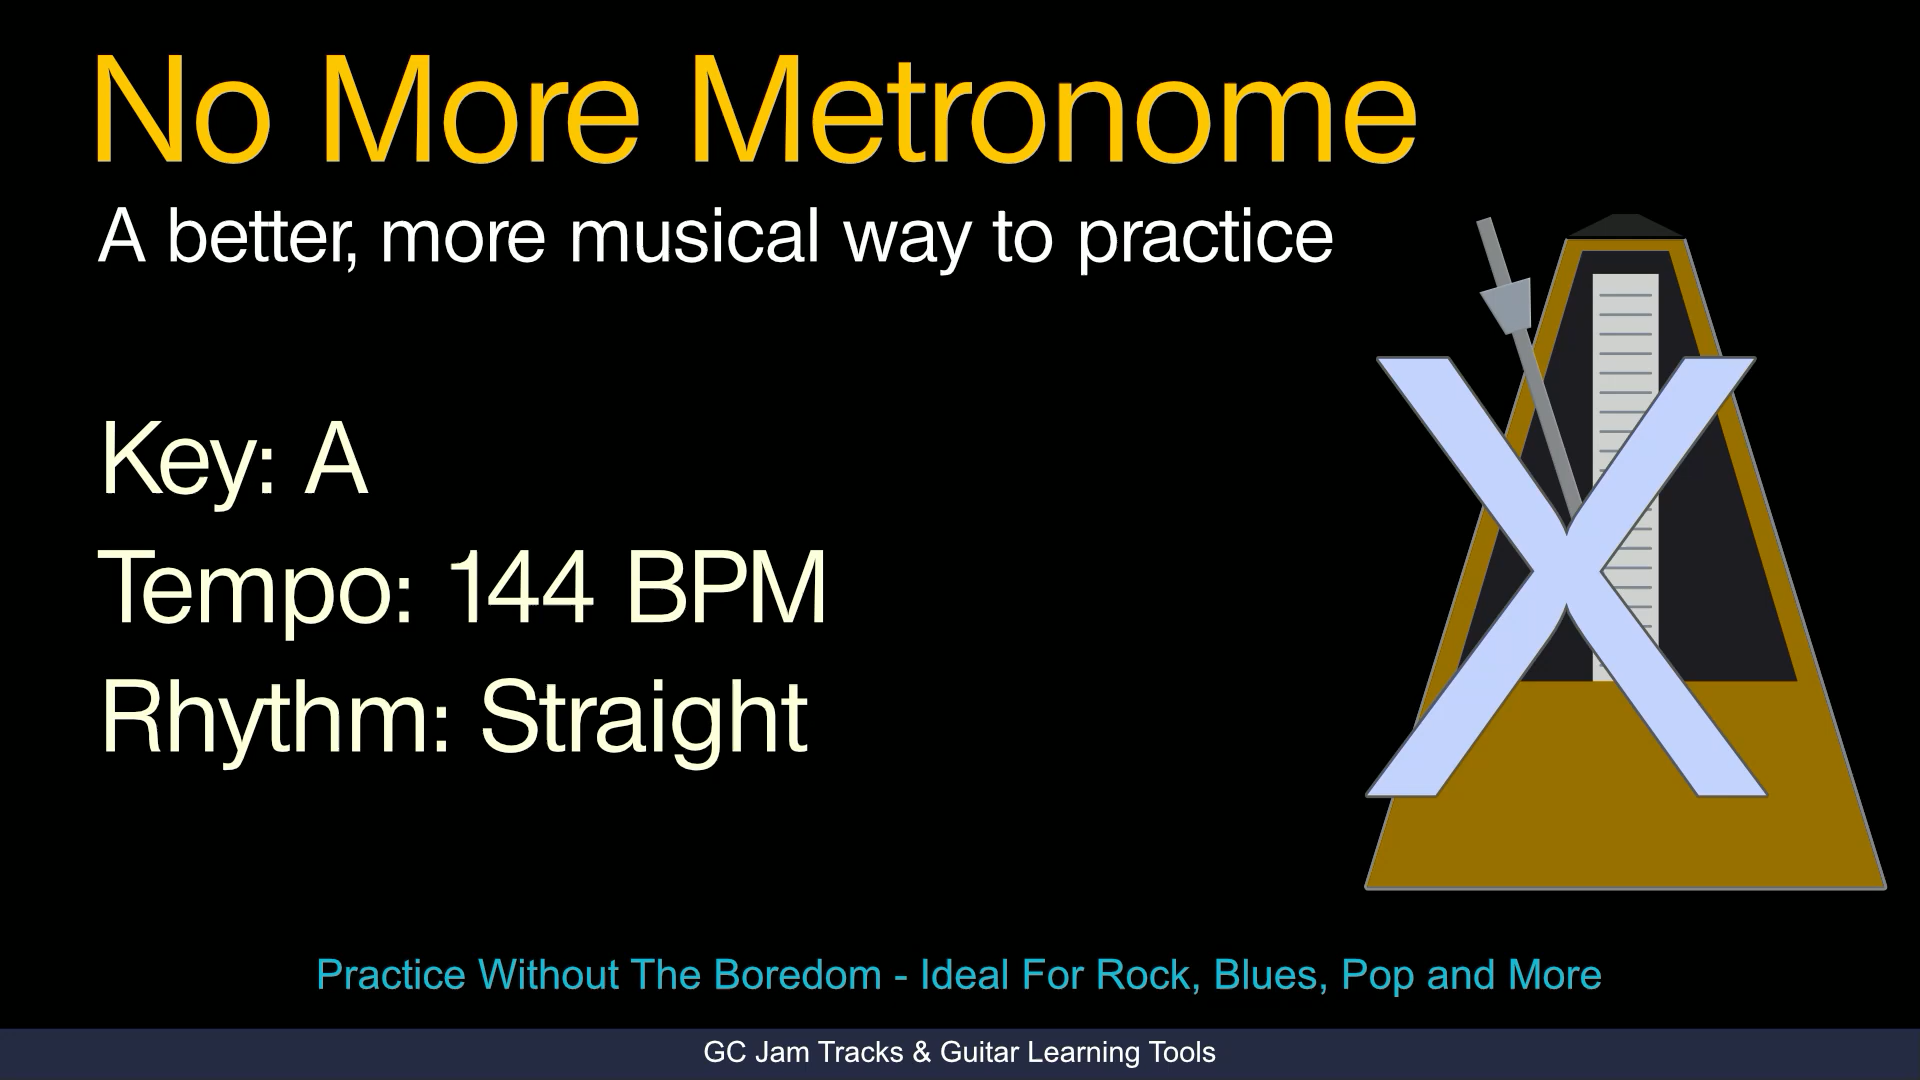 No More Metronome
A better, more musical way to practice
Key: A
Tempo: 144 BPM
Rhythm: Straight
X
Practice Without The Boredom - Ideal For Rock, Blues, Pop and More
GC Jam Tracks & Guitar Learning Tools